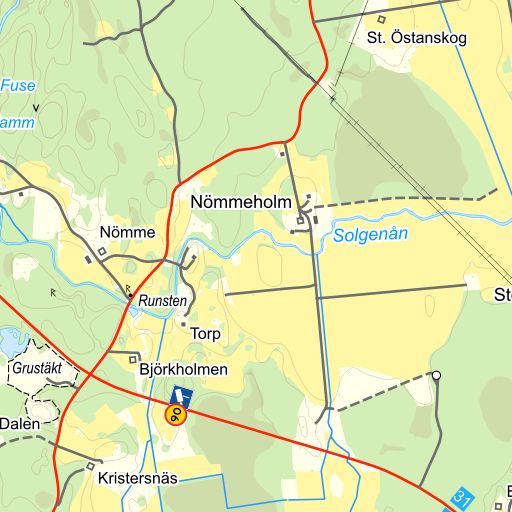 St. Östanskog
Fuse
amm
Nömmeholm
Solgenån
Nömme
Runsten
R
R
St
Torp
Björkholmen
Grustäkt
90
Dalen
Kristersnäs
31